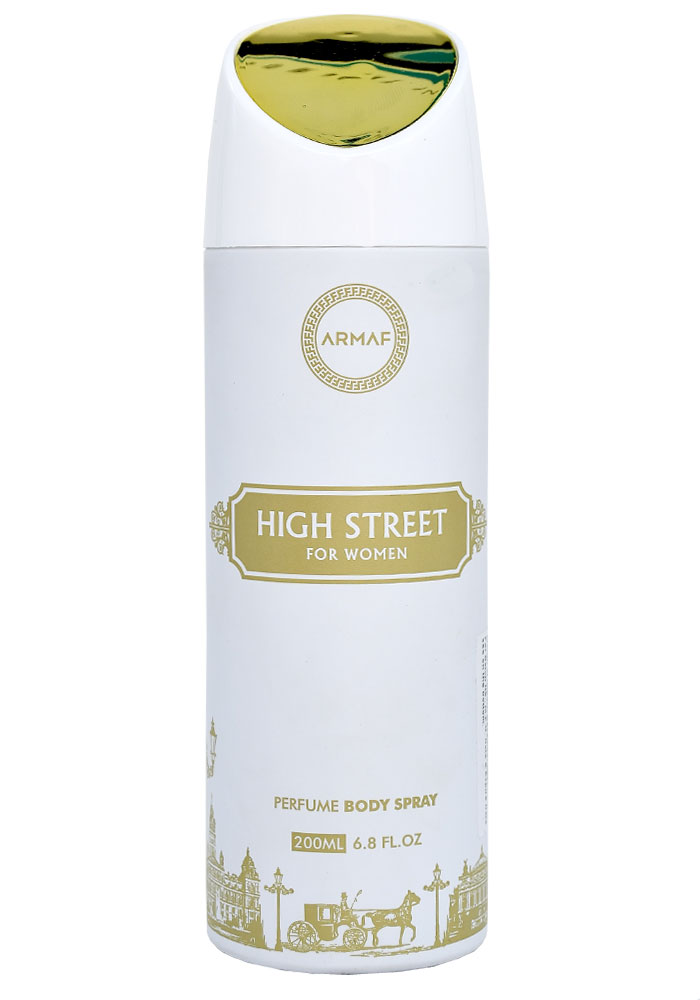 ARMAF
HIGH STREET
FOR WOMEN
PERFUME BODY SPRAY
200ML 6.8 FL.OZ